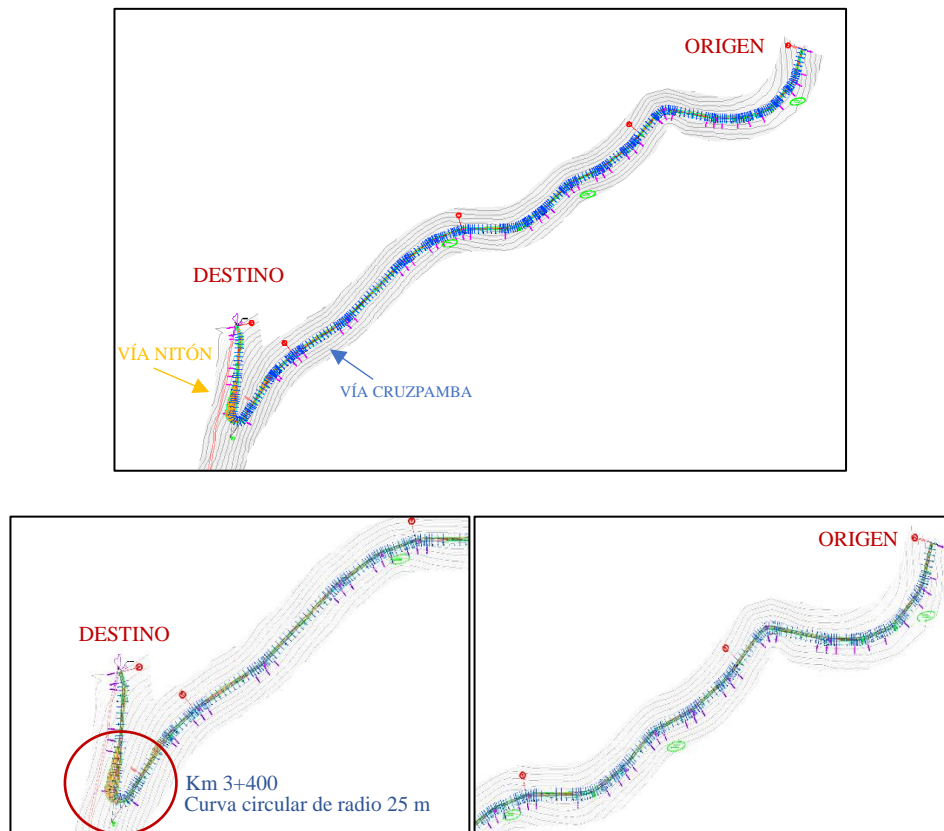 ORIGEN
DESTINO
VÍA NITÓN
VÍA CRUZPAMBA
DESTINO
Km 3+400
Curva circular de radio 25 m
ORIGEN